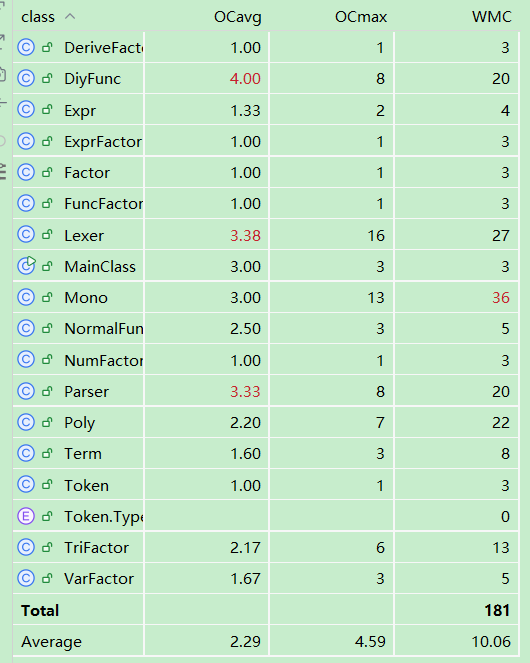 class OCavg OCmax WMC
DeriveFact 1.00 1 3
DiyFunc 4.00 8 20
Expr 1.33 2 4
ExprFactor 1.00 1 3
Factor 1.00 1 3
FuncFactor 1.00 1 3
Lexer 3.38 16 27
MainClass 3.00 3 3
Mono 3.00 13 36
NormalFun 2.50 3 5
NumFactor 1.00 1 3
Parser 3.33 8 20
Poly 2.20 7 22
Term 1.60 3 8
Token 1.00 1 3
Token.Type 0
TriFactor 2.17 6 13
VarFactor 1.67 3 5
Total 181
Average 2.29 4.59 10.06